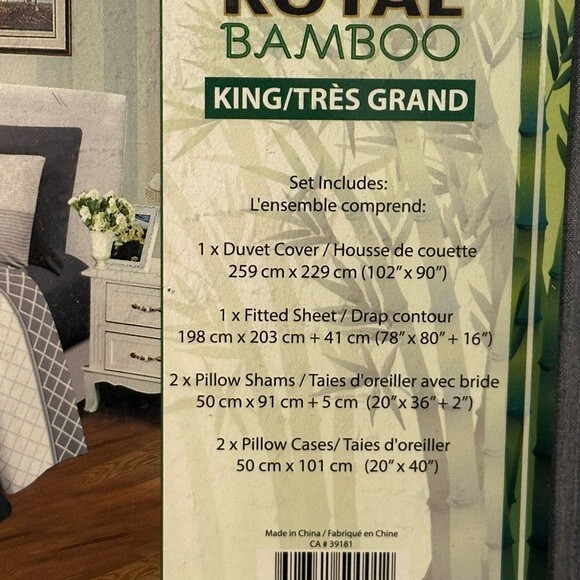 ROYAL
BAMBOO
KING/TRÈS GRAND
Set Includes:
L'ensemble comprend:
1 x Duvet Cover / Housse de couette
259 cm x 229 cm (102" x 90")
1 x Fitted Sheet / Drap contour
198 cm x 203 cm + 41 cm (78" x 80" + 16")
2 x Pillow Shams / Taies d'oreiller avec bride
50 cm x 91 cm + 5 cm (20" x 36" + 2")
2 x Pillow Cases/ Taies d'oreiller
50 cm x 101 cm (20" x 40")
Made in China / Fabriqué en Chine
CA # 39181